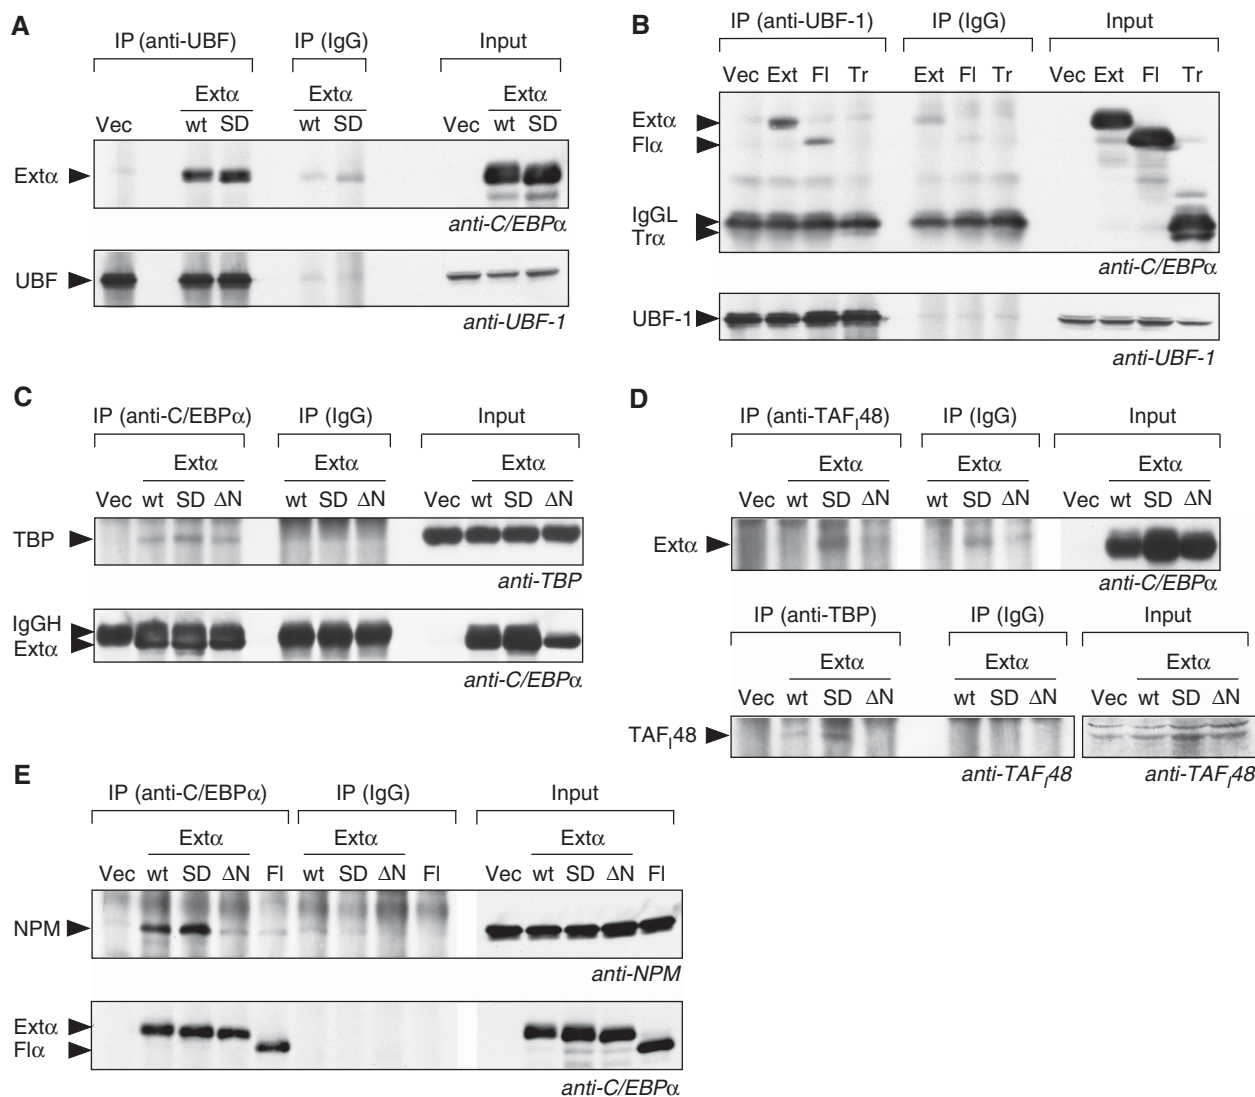 A
IP (anti-UBF) IP (IgG) Input
Extα Extα Extα
Vec wt SD wt SD Vec wt SD
Extα
anti-C/EBPα
UBF
anti-UBF-1
B
IP (anti-UBF-1) IP (IgG) Input
Vec Ext Fl Tr Ext Fl Tr Vec Ext Fl Tr
Extα
Flα
IgGL
Trα
anti-C/EBPα
UBF-1
anti-UBF-1
C
IP (anti-C/EBPα) IP (IgG) Input
Extα Extα Extα
Vec wt SD ΔN wt SD ΔN Vec wt SD ΔN
TBP
anti-TBP
IgGH
Extα
anti-C/EBPα
D
IP (anti-TAFI48) IP (IgG) Input
Extα Extα Extα
Vec wt SD ΔN wt SD ΔN Vec wt SD ΔN
Extα
anti-C/EBPα
IP (anti-TBP) IP (IgG) Input
Extα Extα Extα
Vec wt SD ΔN wt SD ΔN Vec wt SD ΔN
TAFI48
anti-TAFI48 anti-TAFI48
E
IP (anti-C/EBPα) IP (IgG) Input
Extα Extα Extα
Vec wt SD ΔN Fl wt SD ΔN Fl Vec wt SD ΔN Fl
NPM
anti-NPM
Extα
Flα
anti-C/EBPα